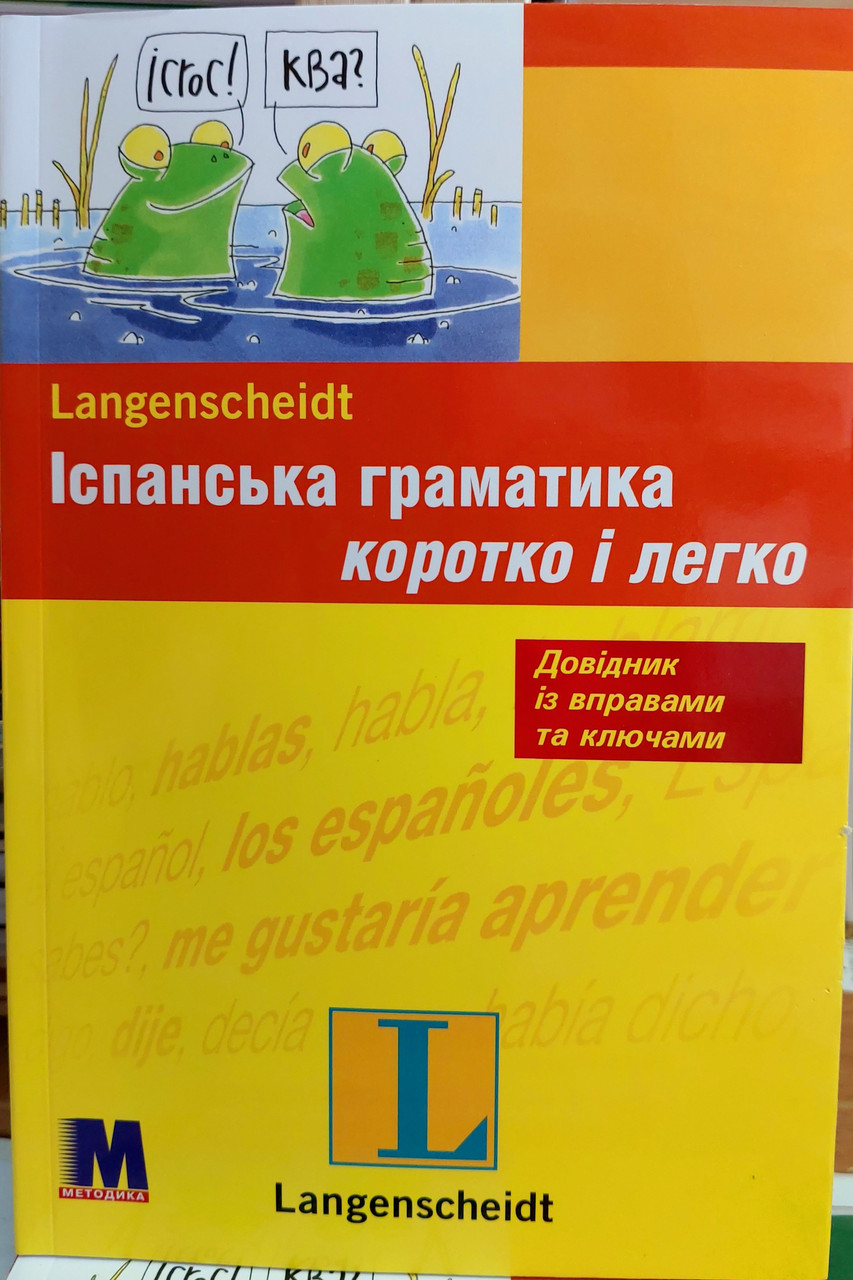 ¡croc!
ква?
Langenscheidt
Іспанська граматика
коротко і легко
Довідник
із вправами
та ключами
hablas, habla,
español, los españoles,
me gustaría aprender
dije, decía
había dicho
L
М
МЕТОДИКА
Langenscheidt